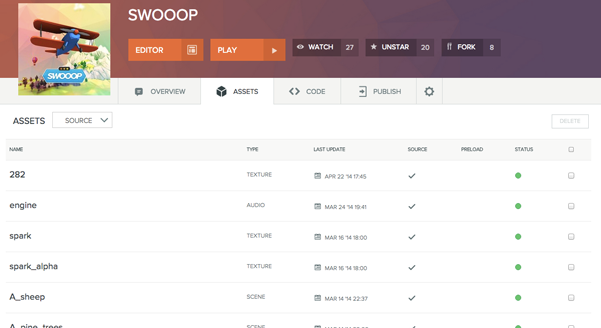 SWOOOP
SWOOOP
EDITOR
PLAY
WATCH 27
UNSTAR 20
FORK 8
OVERVIEW
ASSETS
CODE
PUBLISH
ASSETS
SOURCE
DELETE
NAME TYPE LAST UPDATE SOURCE PRELOAD STATUS
282 TEXTURE APR 22 '14 17:45
engine AUDIO MAR 24 '14 19:41
spark TEXTURE MAR 16 '14 18:00
spark_alpha TEXTURE MAR 16 '14 18:00
A_sheep SCENE MAR 14 '14 22:37
A_pine_trees SCENE